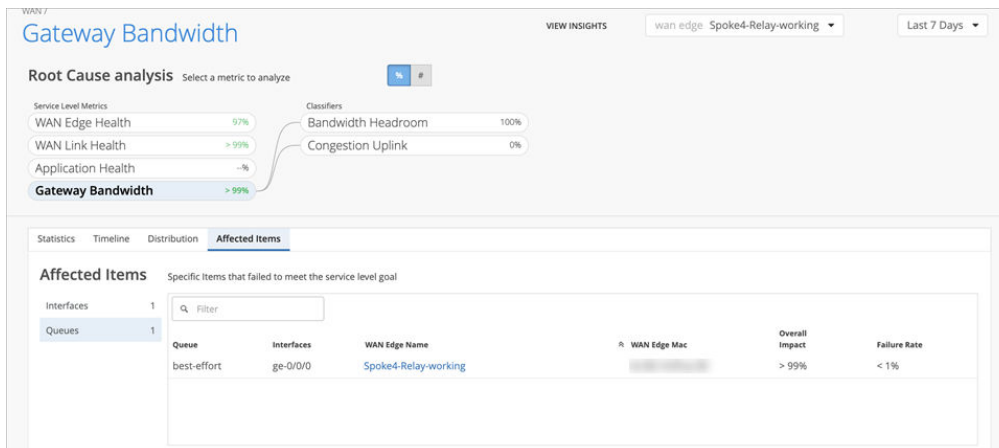 WAN /
Gateway Bandwidth
VIEW INSIGHTS
wan edge Spoke4-Relay-working
Last 7 Days
Root Cause analysis Select a metric to analyze
% #
Service Level Metrics
Classifiers
WAN Edge Health 97%
Bandwidth Headroom 100%
WAN Link Health > 99%
Congestion Uplink 0%
Application Health --%
Gateway Bandwidth > 99%
Statistics Timeline Distribution Affected Items
Affected Items Specific Items that failed to meet the service level goal
Interfaces 1
Filter
Queues 1
Queue Interfaces WAN Edge Name WAN Edge Mac Overall Impact Failure Rate
best-effort ge-0/0/0 Spoke4-Relay-working > 99% < 1%